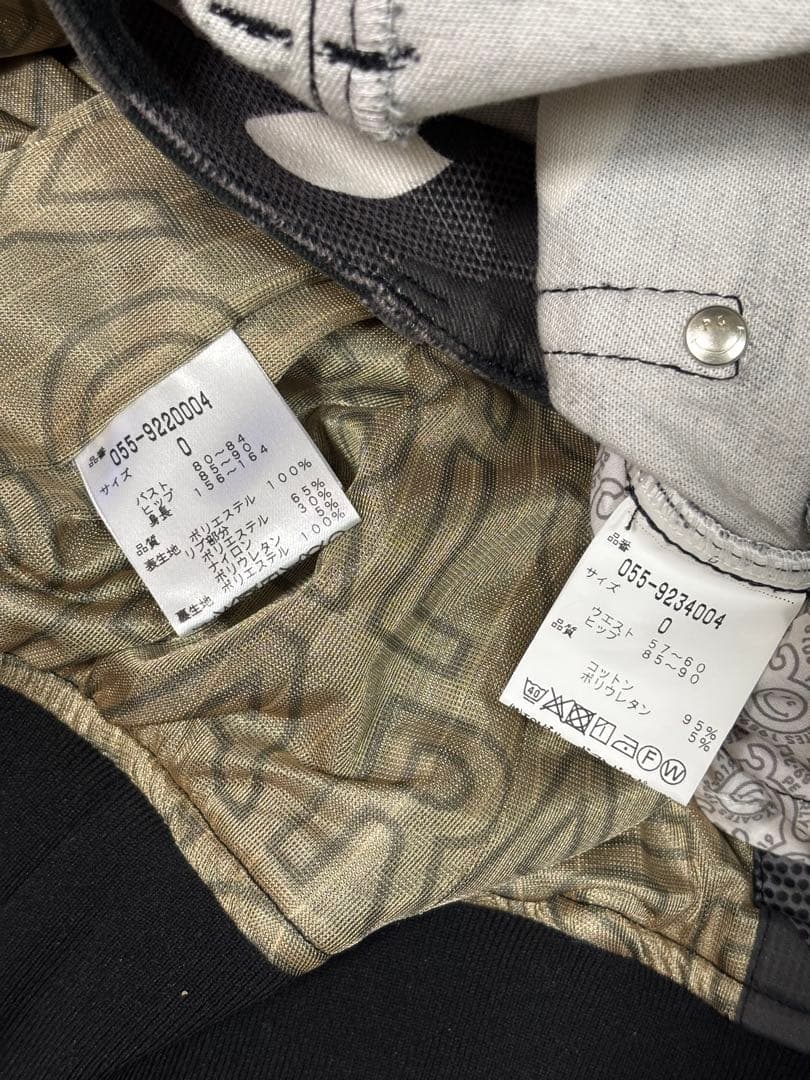 品番
055-9220004
サイズ
0
バスト 80〜84
ヒップ 85〜90
身長 156〜164
品質
表生地 ポリエステル 100%
リブ部分
ポリエステル 65%
ナイロン 30%
ポリウレタン 5%
裏生地 ポリエステル 100%
品番
055-9234004
サイズ
0
ウエスト 57〜60
ヒップ 85〜90
品質
コットン 95%
ポリウレタン 5%
40
F W